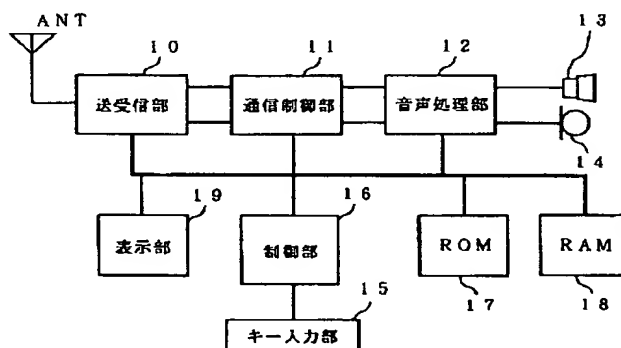 ANT
10
11
12
13
送受信部
通信制御部
音声処理部
14
19
16
表示部
制御部
ROM
RAM
17
18
15
キー入力部